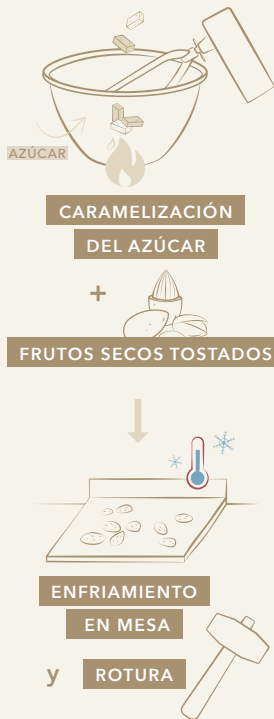 AZÚCAR
CARAMELIZACIÓN
DEL AZÚCAR
+
FRUTOS SECOS TOSTADOS
ENFRIAMIENTO
EN MESA
y ROTURA